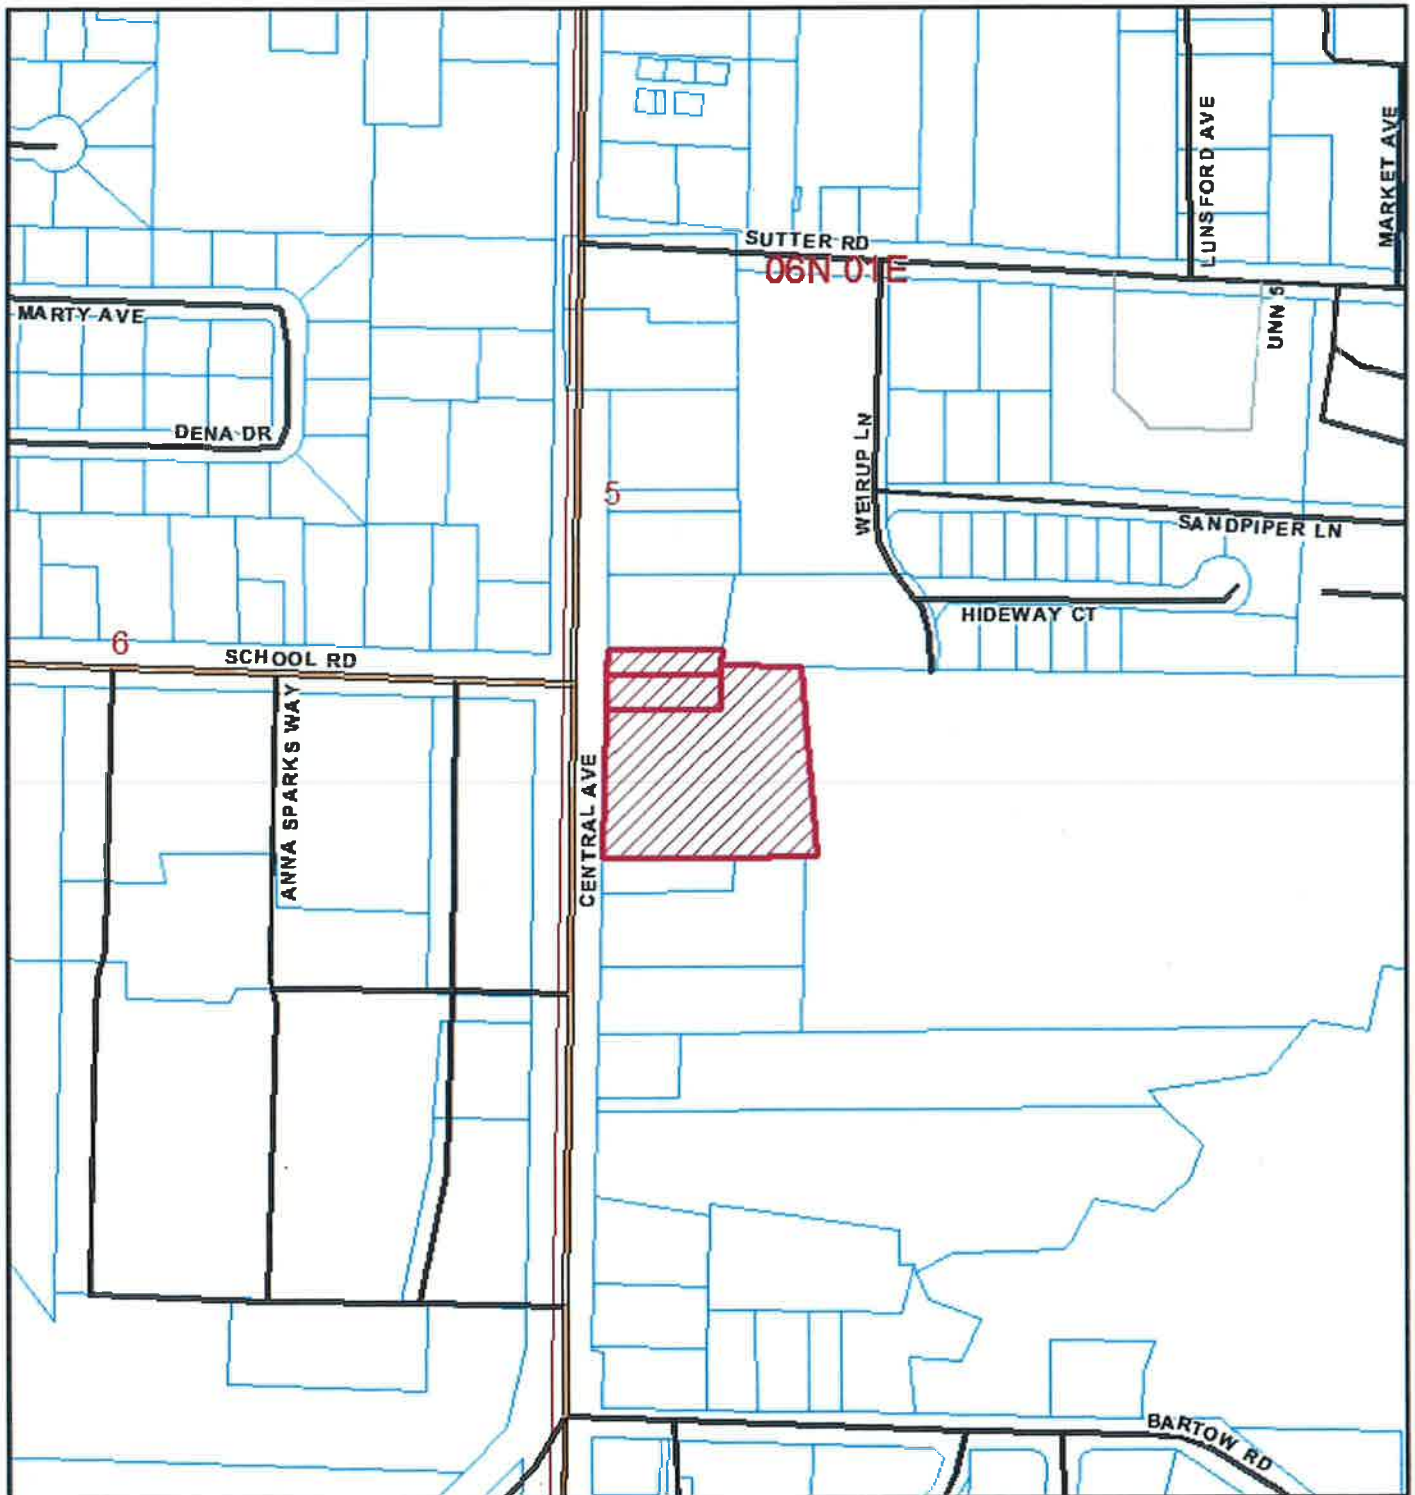 LUNSFORD AVE
MARKET AVE
SUTTER RD
06N 01E
MARTY AVE
UNN 5
DENA DR
WEIRUP LN
5
SANDPIPER LN
HIDEWAY CT
6
SCHOOL RD
ANNA SPARKS WAY
CENTRAL AVE
BARTOW RD